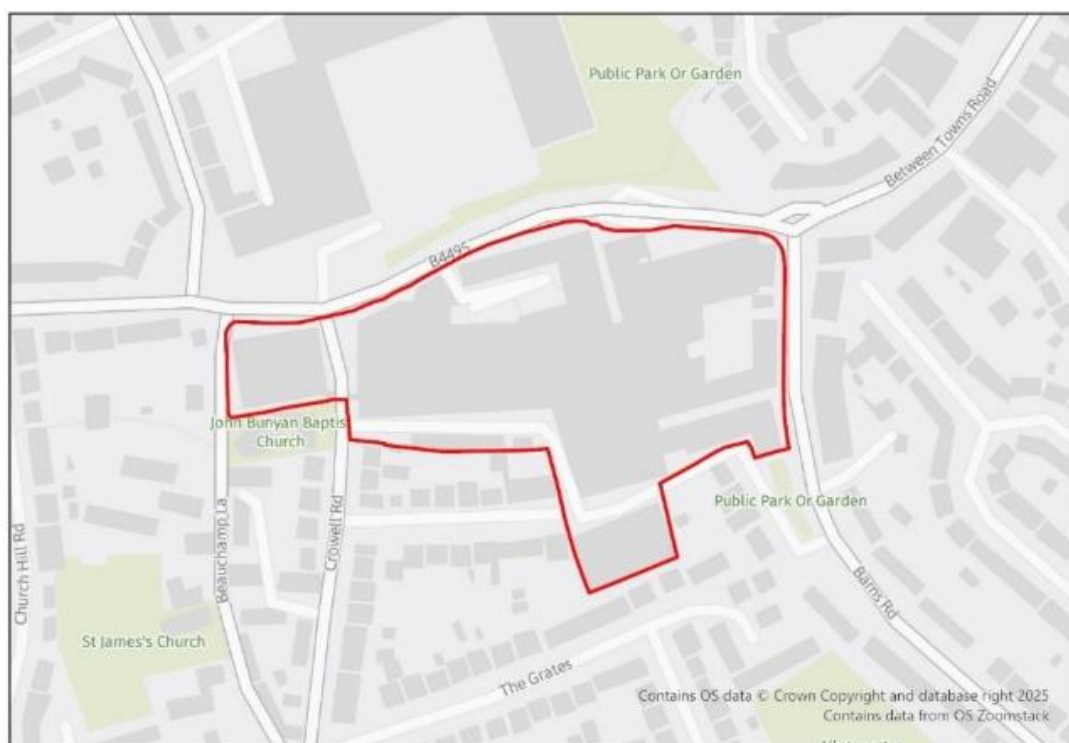 Public Park Or Garden
Between Towns Road
B4495
John Bunyan Baptis
Church
Public Park Or Garden
Church Hill Rd
Beauchamp La
Crowell Rd
Barns Rd
St James's Church
The Grates
Contains OS data © Crown Copyright and database right 2025
Contains data from OS Zoomstack